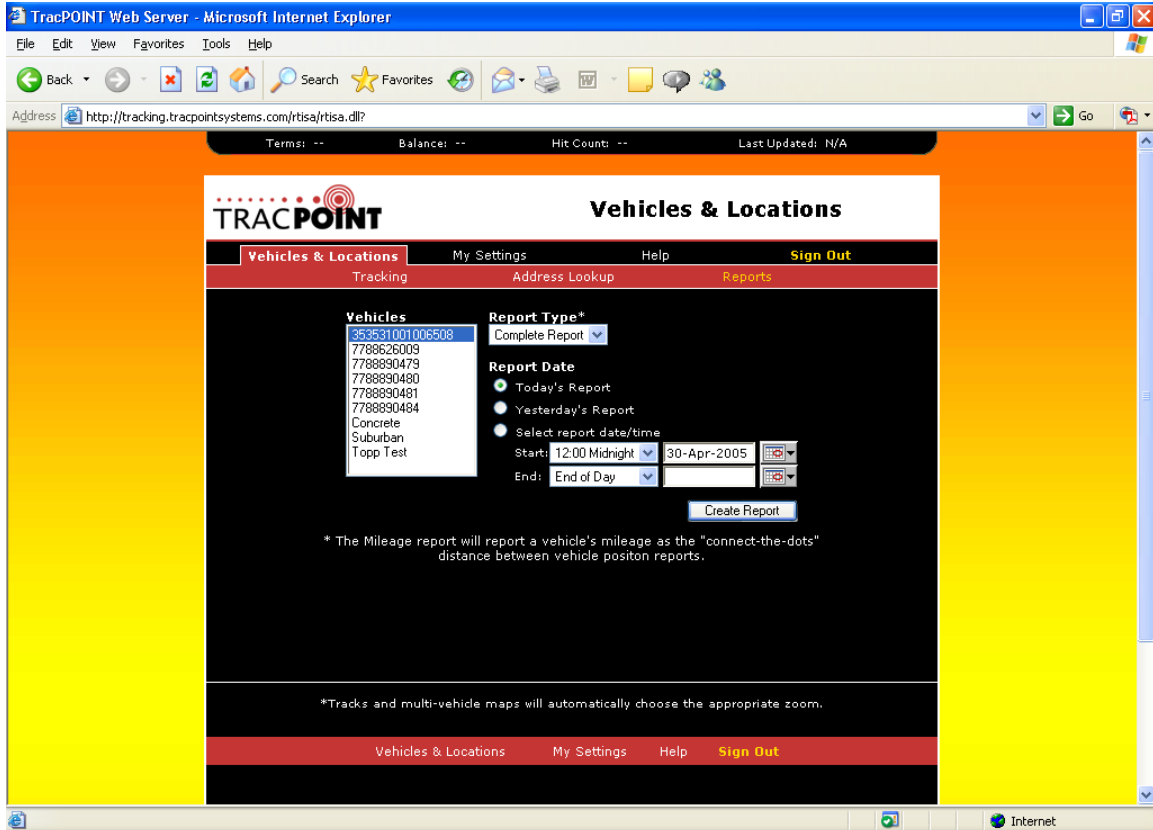 TracPOINT Web Server - Microsoft Internet Explorer
File Edit View Favorites Tools Help
Back Search Favorites
Address http://tracking.tracpointsystems.com/rtisa/rtisa.dll? Go
Terms: -- Balance: -- Hit Count: -- Last Updated: N/A
TRACPOINT Vehicles & Locations
Vehicles & Locations My Settings Help Sign Out
Tracking Address Lookup Reports
Vehicles
353531001006508
7788626009
7788890479
7788890480
7788890481
7788890484
Concrete
Suburban
Topp Test
Report Type*
Complete Report
Report Date
Today's Report
Yesterday's Report
Select report date/time
Start: 12:00 Midnight 30-Apr-2005
End: End of Day
Create Report
* The Mileage report will report a vehicle's mileage as the "connect-the-dots"
distance between vehicle positon reports.
*Tracks and multi-vehicle maps will automatically choose the appropriate zoom.
Vehicles & Locations My Settings Help Sign Out
Internet